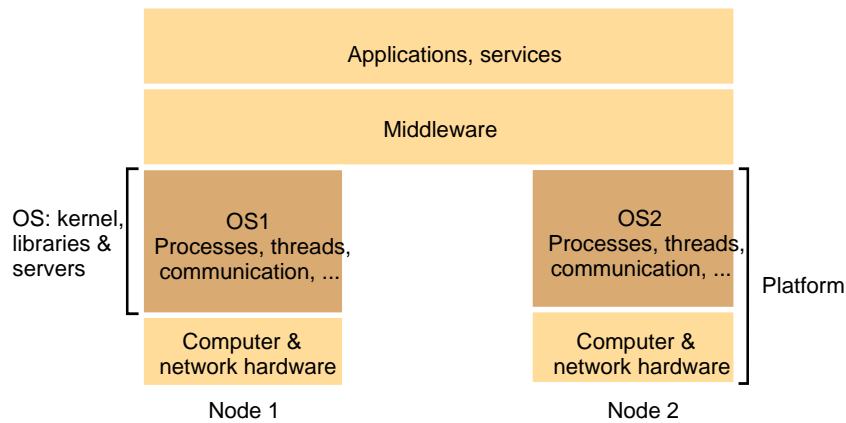 Applications, services
Middleware
OS: kernel,
libraries &
servers
OS1
Processes, threads,
communication, ...
OS2
Processes, threads,
communication, ...
Platform
Computer &
network hardware
Computer &
network hardware
Node 1
Node 2